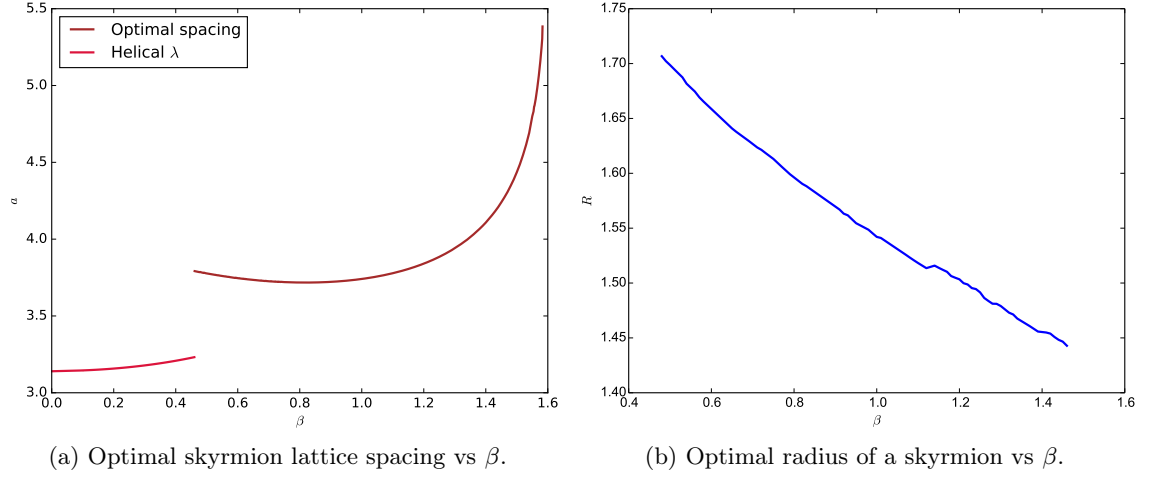 5.5
5.0
4.5
4.0
3.5
3.0
a
Optimal spacing
Helical λ
0.0 0.2 0.4 0.6 0.8 1.0 1.2 1.4 1.6
β
(a) Optimal skyrmion lattice spacing vs β.
1.75
1.70
1.65
1.60
1.55
1.50
1.45
1.40
R
0.4 0.6 0.8 1.0 1.2 1.4 1.6
β
(b) Optimal radius of a skyrmion vs β.